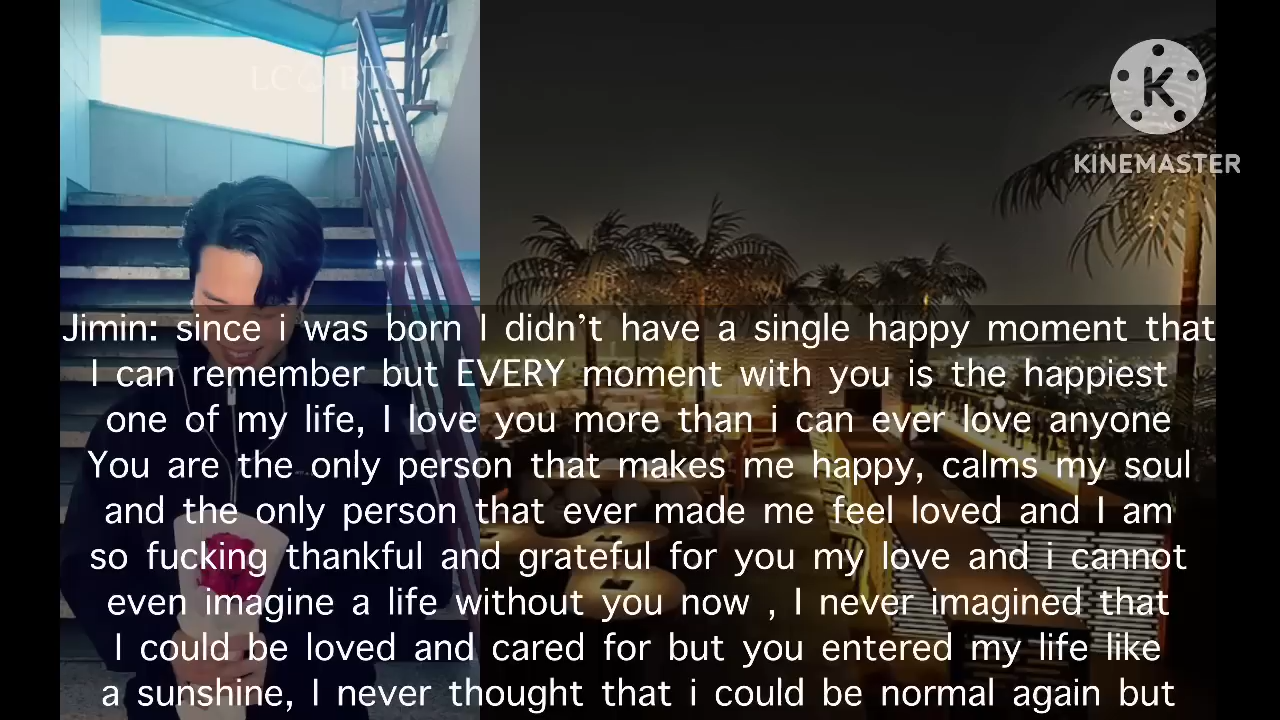 K
KINEMASTER
Jimin: since i was born I didn't have a single happy moment that
I can remember but EVERY moment with you is the happiest
one of my life, I love you more than i can ever love anyone
You are the only person that makes me happy, calms my soul
and the only person that ever made me feel loved and I am
so fucking thankful and grateful for you my love and i cannot
even imagine a life without you now , I never imagined that
I could be loved and cared for but you entered my life like
a sunshine, I never thought that i could be normal again but